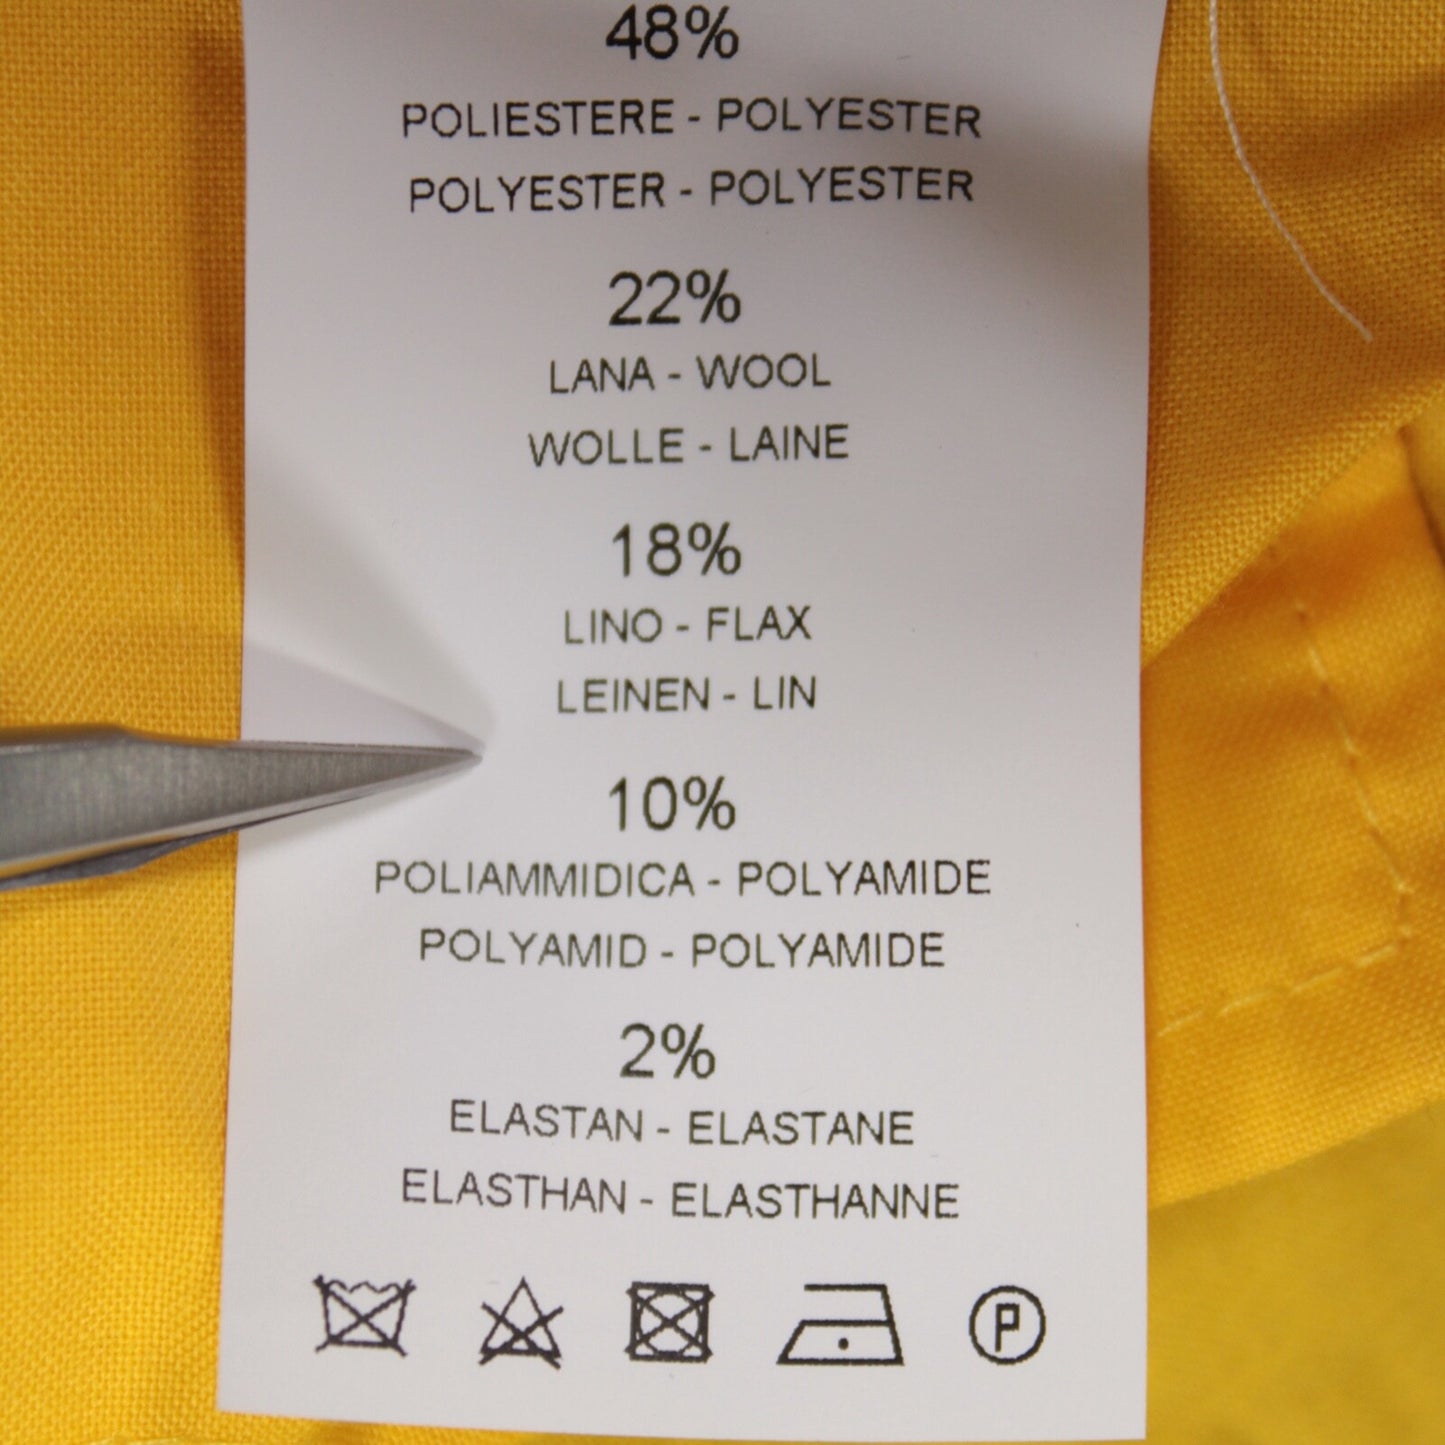 48%
POLIESTERE - POLYESTER
POLYESTER - POLYESTER
22%
LANA - WOOL
WOLLE - LAINE
18%
LINO - FLAX
LEINEN - LIN
10%
POLIAMMIDICA - POLYAMIDE
POLYAMID - POLYAMIDE
2%
ELASTAN - ELASTANE
ELASTHAN - ELASTHANNE
P